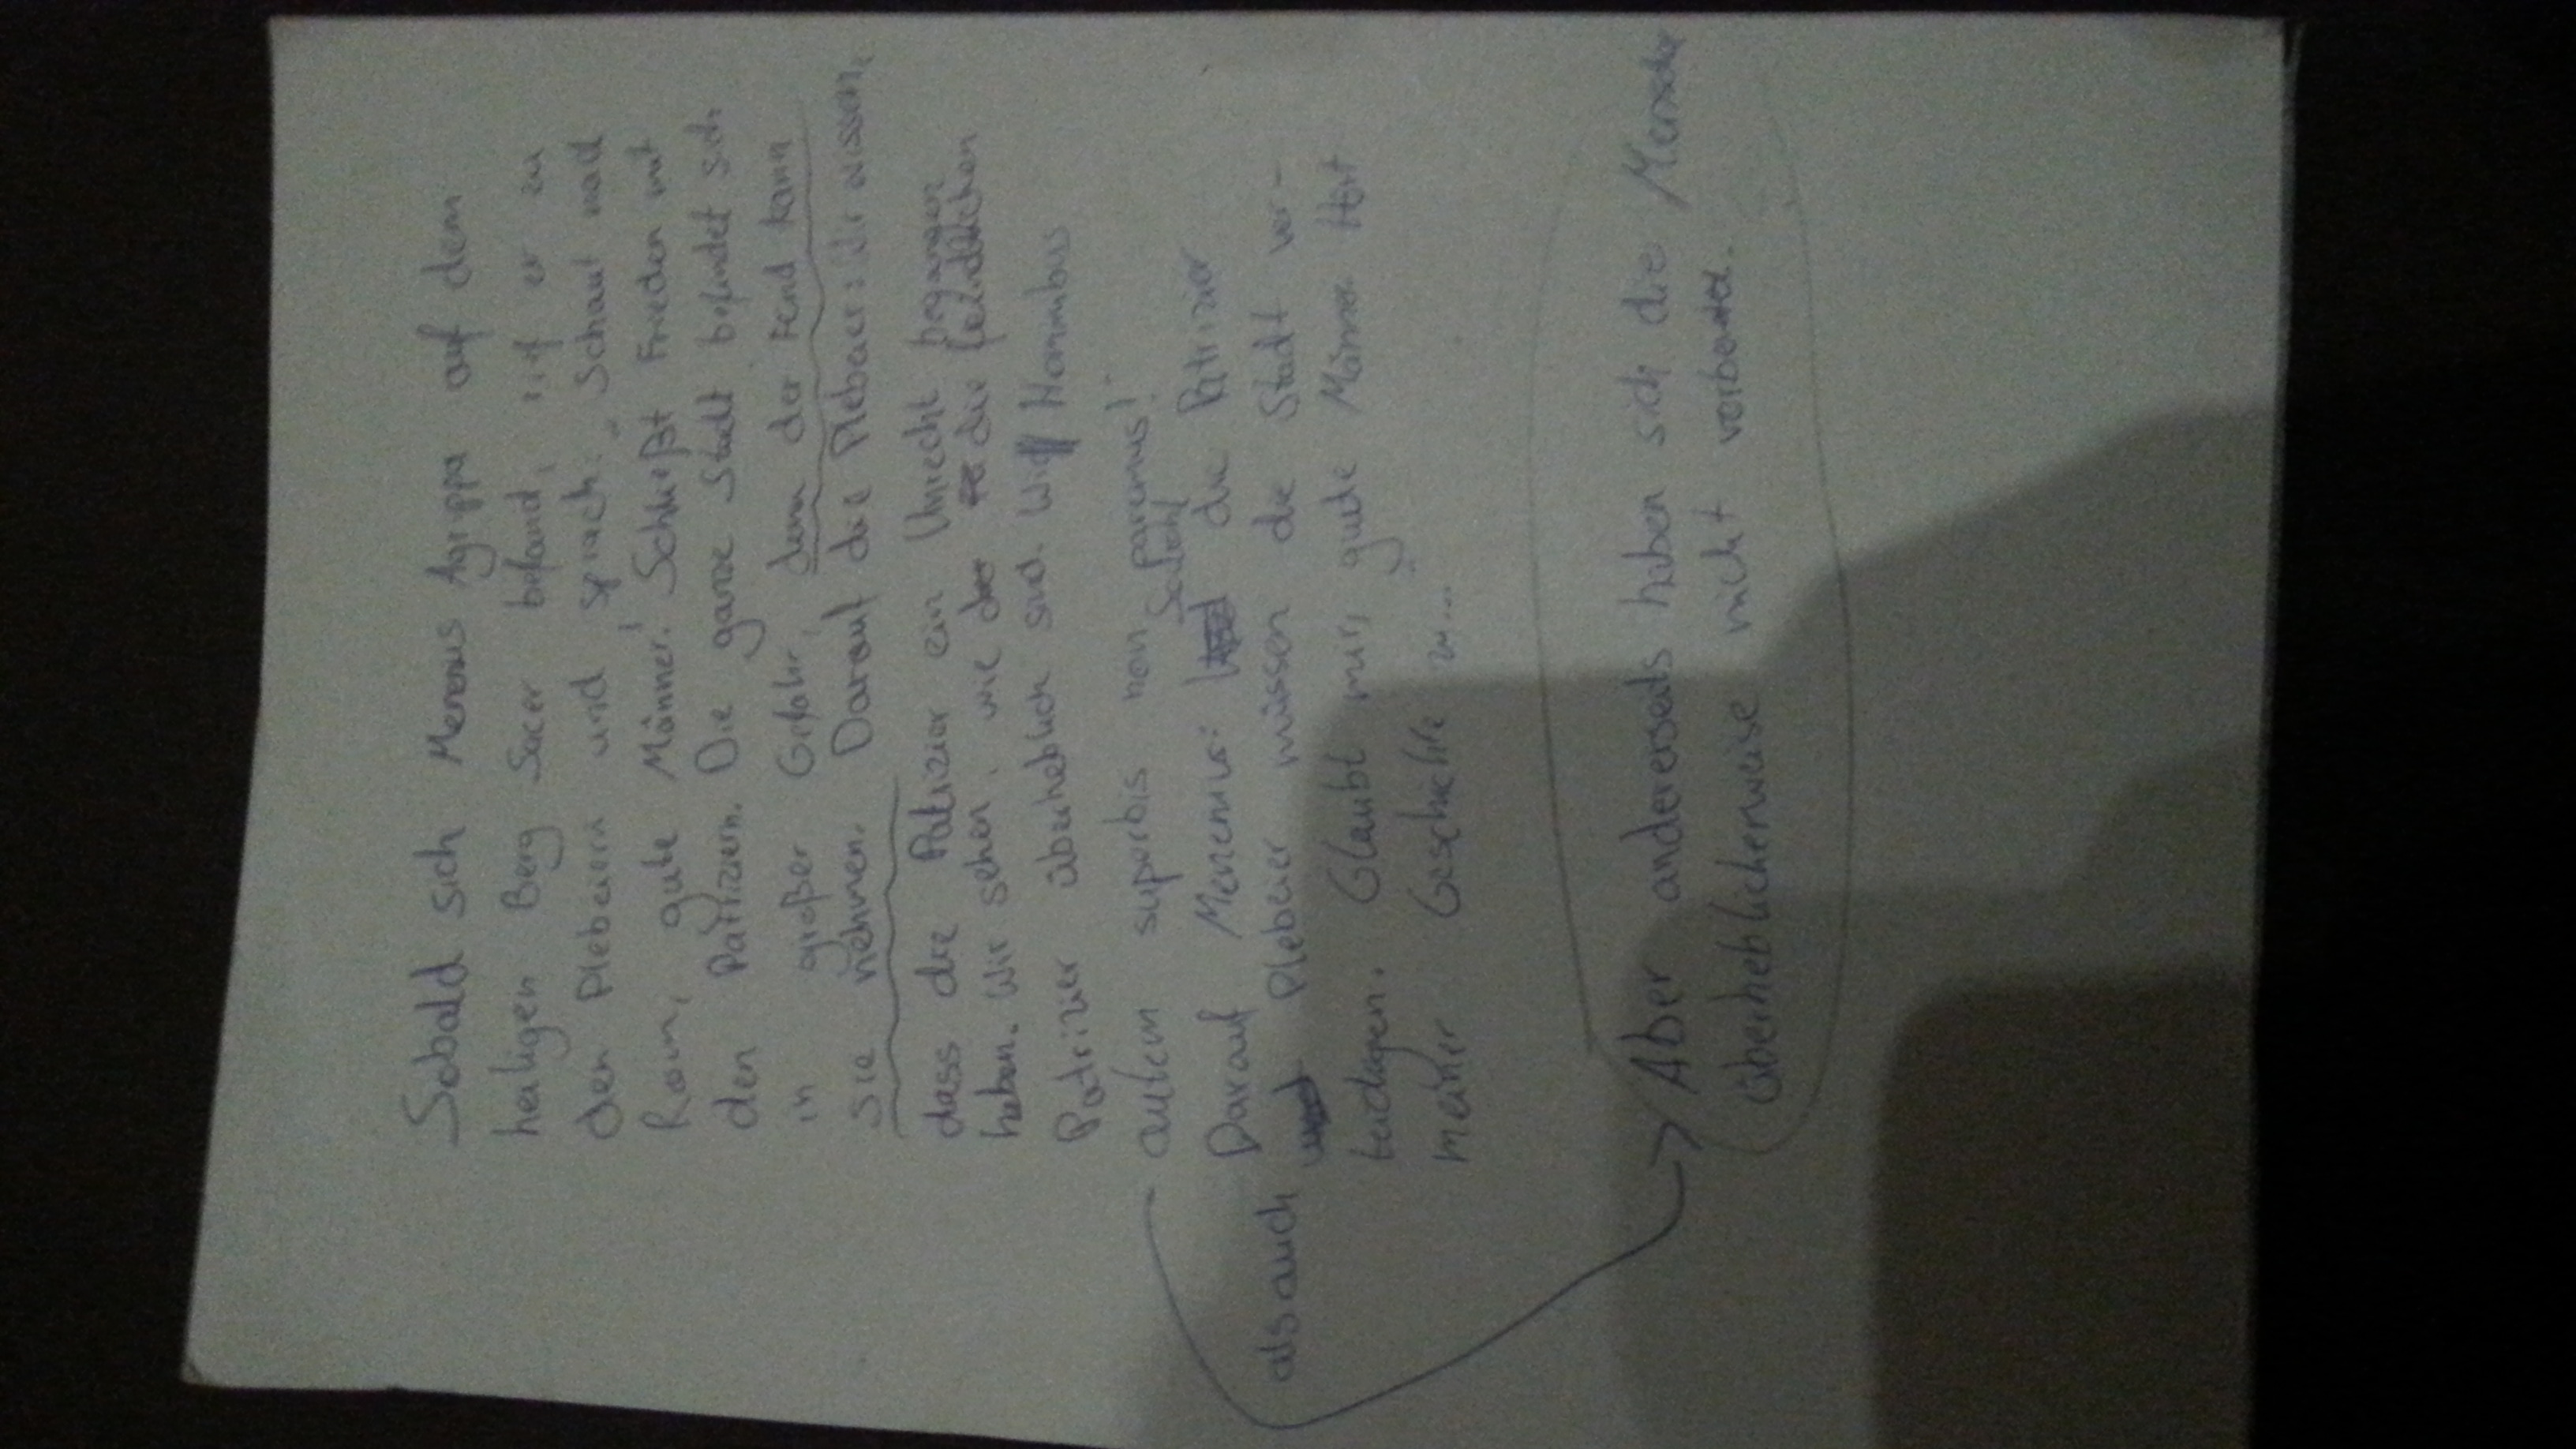 Sobald sich Menenius Agrippa auf dem
heiligen Berg Sacer befand, rief er zu
den Plebeiern und sprach: „Schaut nach
Rom, gute Männer! Schließt Frieden mit
den Patriziern. Die ganze Stadt befindet sich
in großer Gefahr, denn der Feind kann
sie nehmen. Darauf die Plebeier: Wir wissen,
dass die Patrizier ein Unrecht begangen
haben. Wir sehen, wie die feindlichen
Patrizier überheblich sind. Hominibus
autem superbis non paremus!"
Darauf Menenius: Sowohl die Patrizier
als auch Plebeier müssen die Stadt ver-
teidigen. Glaubt mir, gute Männer. Hört
meiner Geschichte zu..."
Aber andererseits haben sich die Menschen
überheblicherweise nicht vorbereitet.